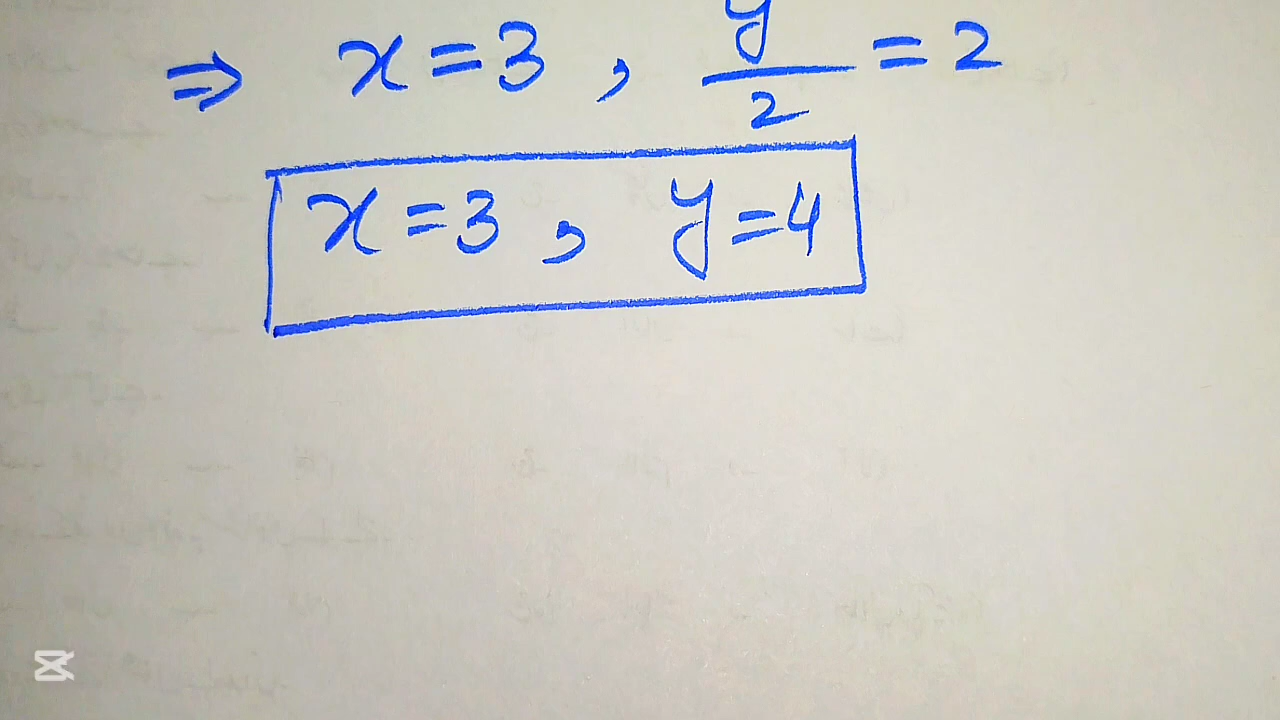 ⇒ x = 3 , y/2 = 2
x = 3 , y = 4